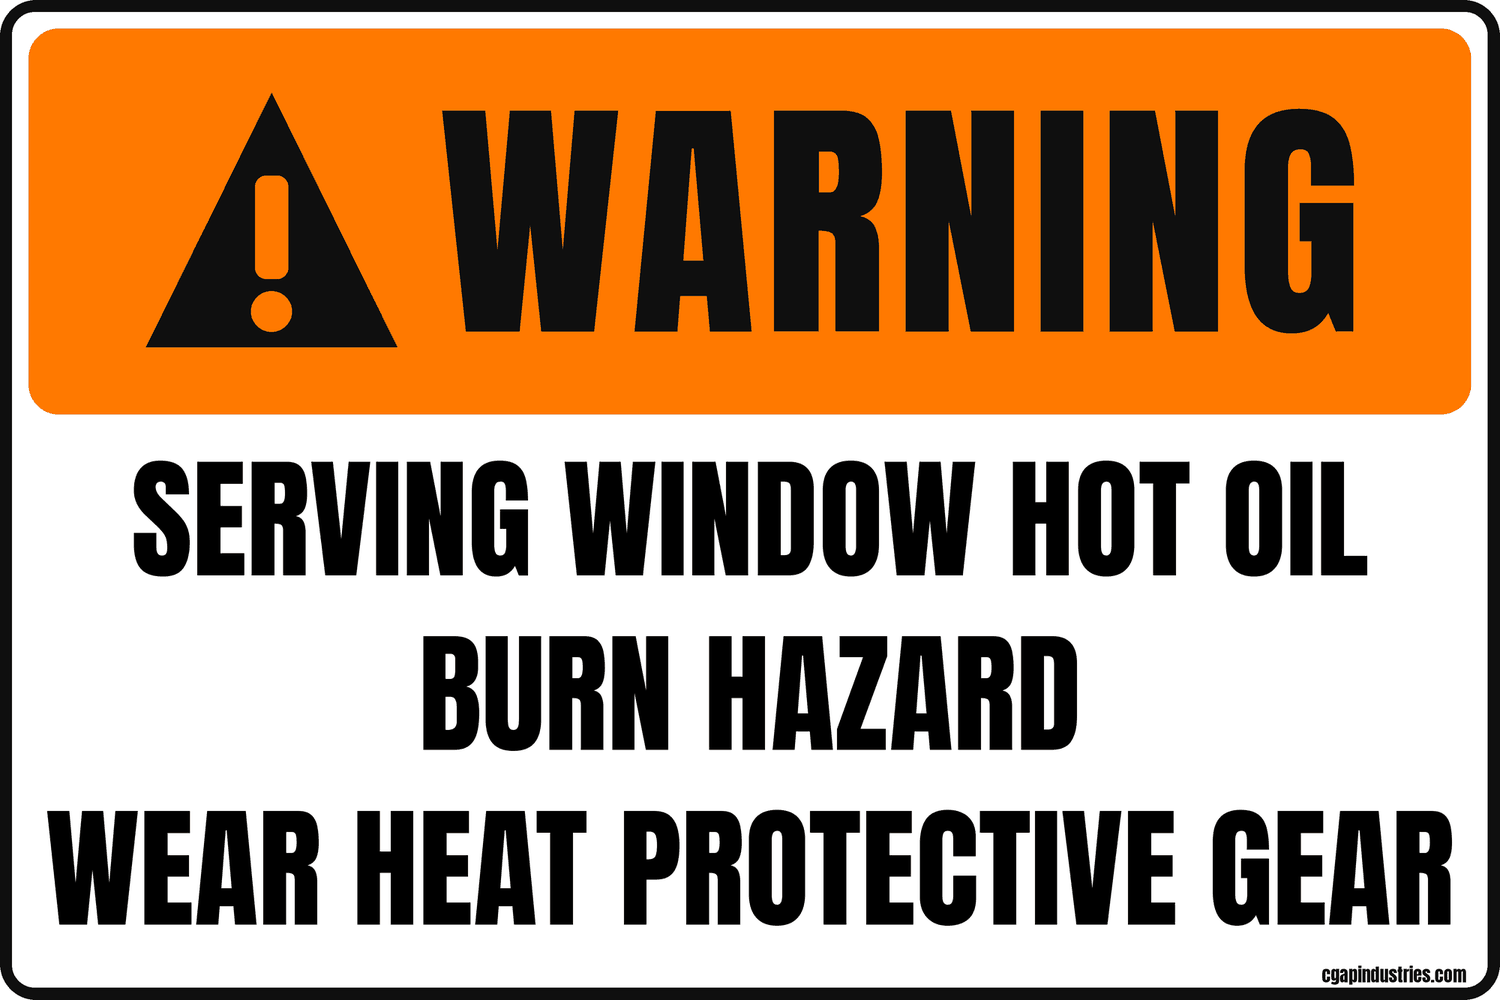 WARNING
SERVING WINDOW HOT OIL
BURN HAZARD
WEAR HEAT PROTECTIVE GEAR
cgapindustries.com